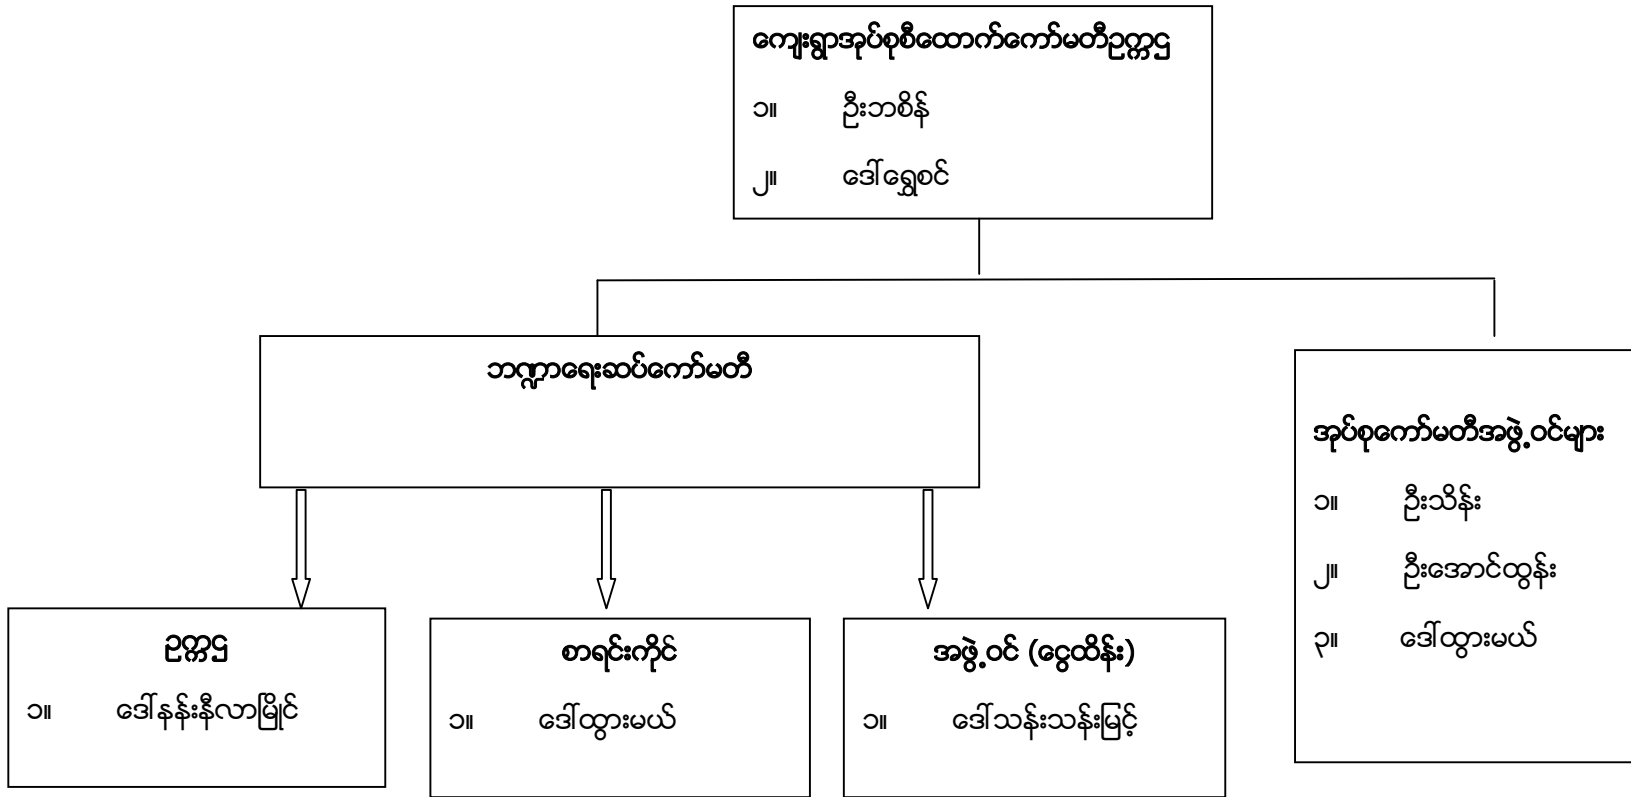 ကျေးရွာအုပ်စုစီထောက်ကော်မတီဥက္ကဌ
၁။ ဦးဘစိန်
၂။ ဒေါ်ရွှေစင်
ဘဏ္ဍာရေးဆပ်ကော်မတီ
အုပ်စုကော်မတီအဖွဲ့ဝင်များ
၁။ ဦးသိန်း
၂။ ဦးအောင်ထွန်း
၃။ ဒေါ်ထွားမယ်
ဥက္ကဌ
၁။ ဒေါ်နန်းနီလာမြိုင်
စာရင်းကိုင်
၁။ ဒေါ်ထွားမယ်
အဖွဲ့ဝင် (ငွေထိန်း)
၁။ ဒေါ်သန်းသန်းမြင့်